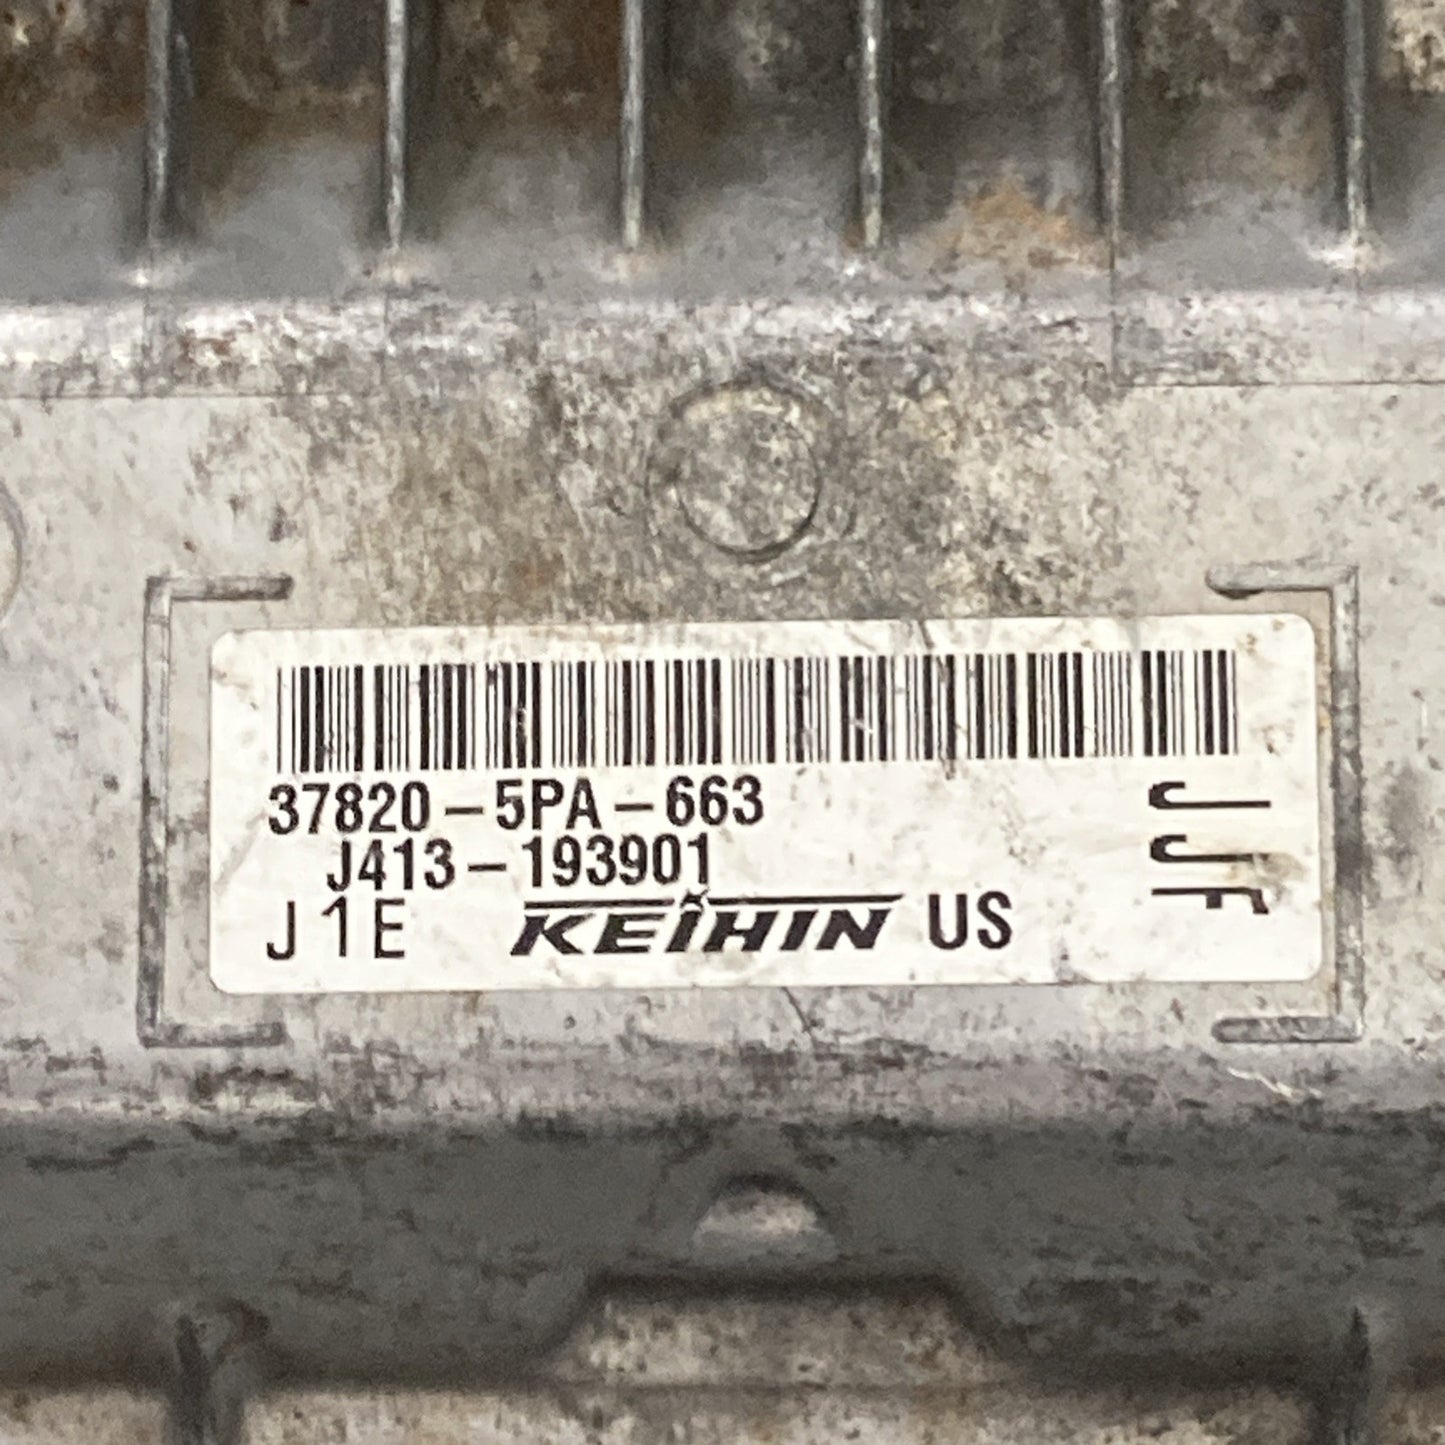 37820-5PA-663
J413-193901
J1E KEIHIN US
JJF